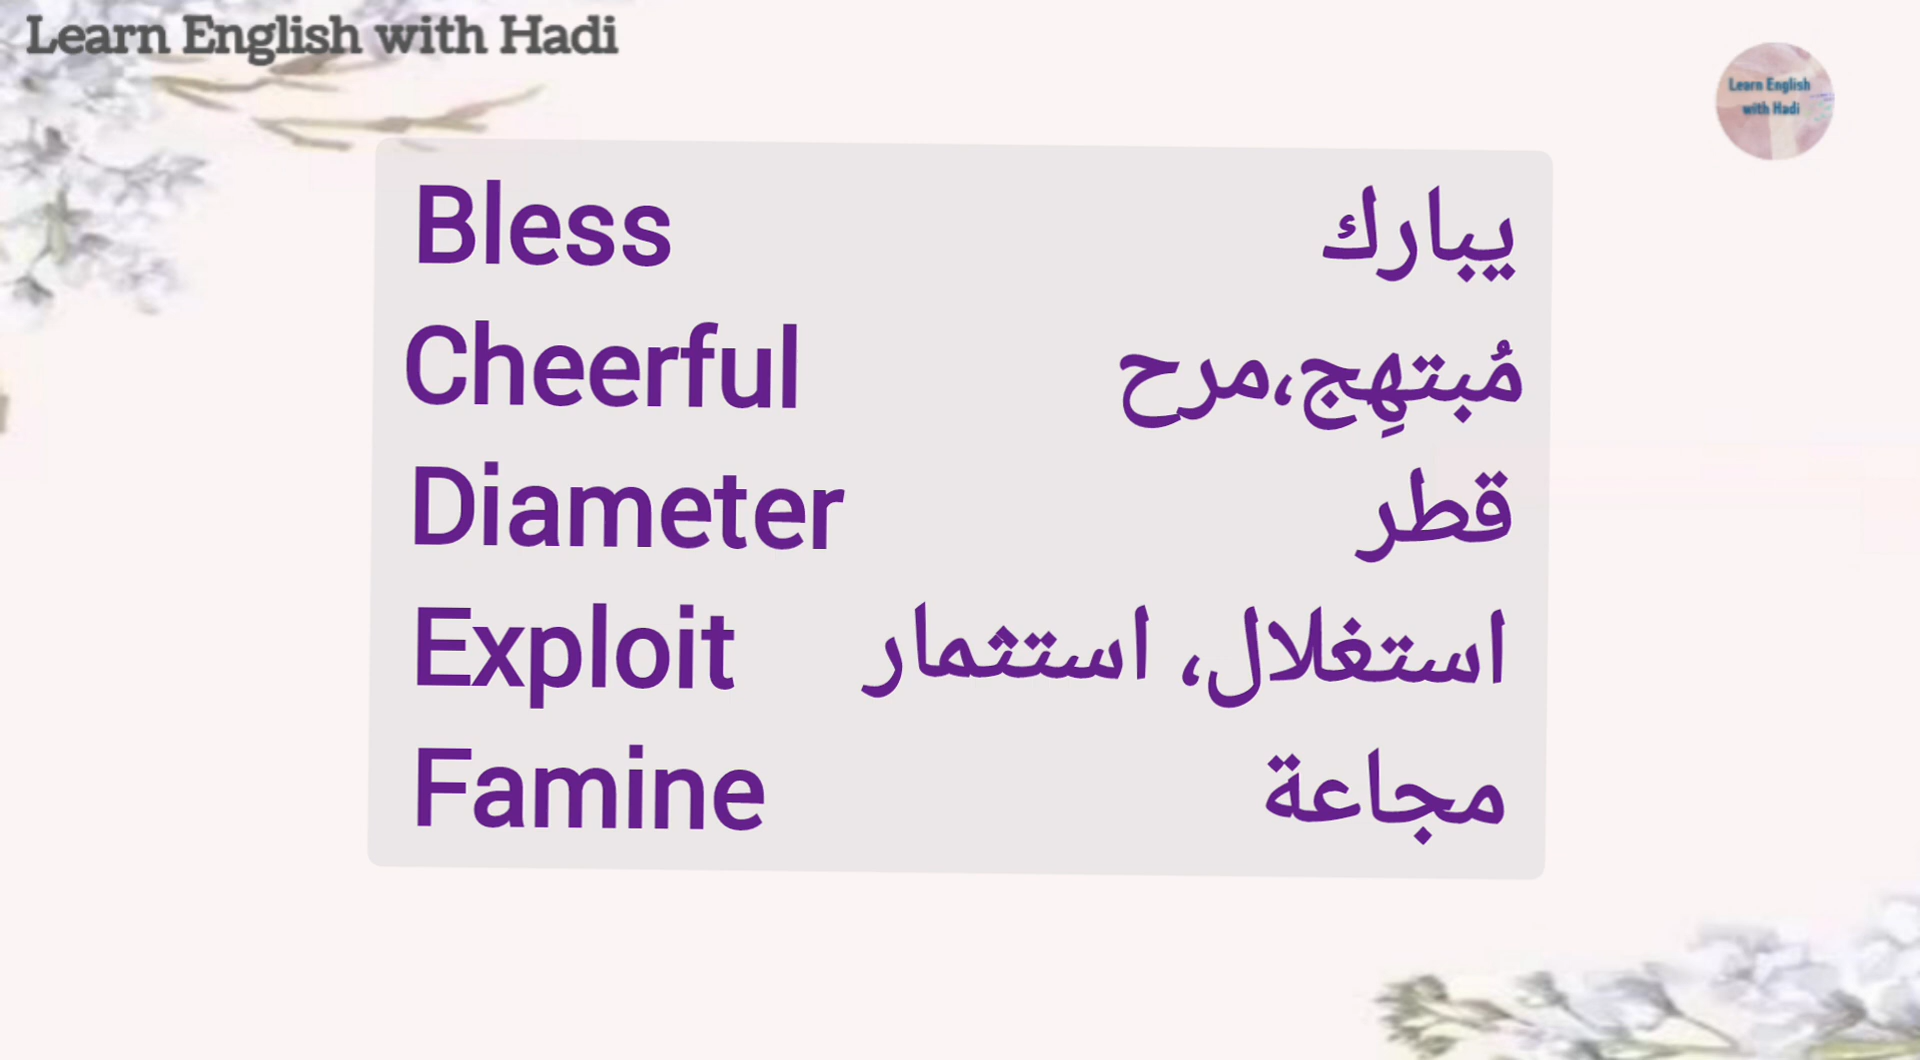 Learn English with Hadi
Learn English
with Hadi
Bless يبارك
Cheerful مُبتهِج،مرح
Diameter قطر
Exploit استغلال، استثمار
Famine مجاعة